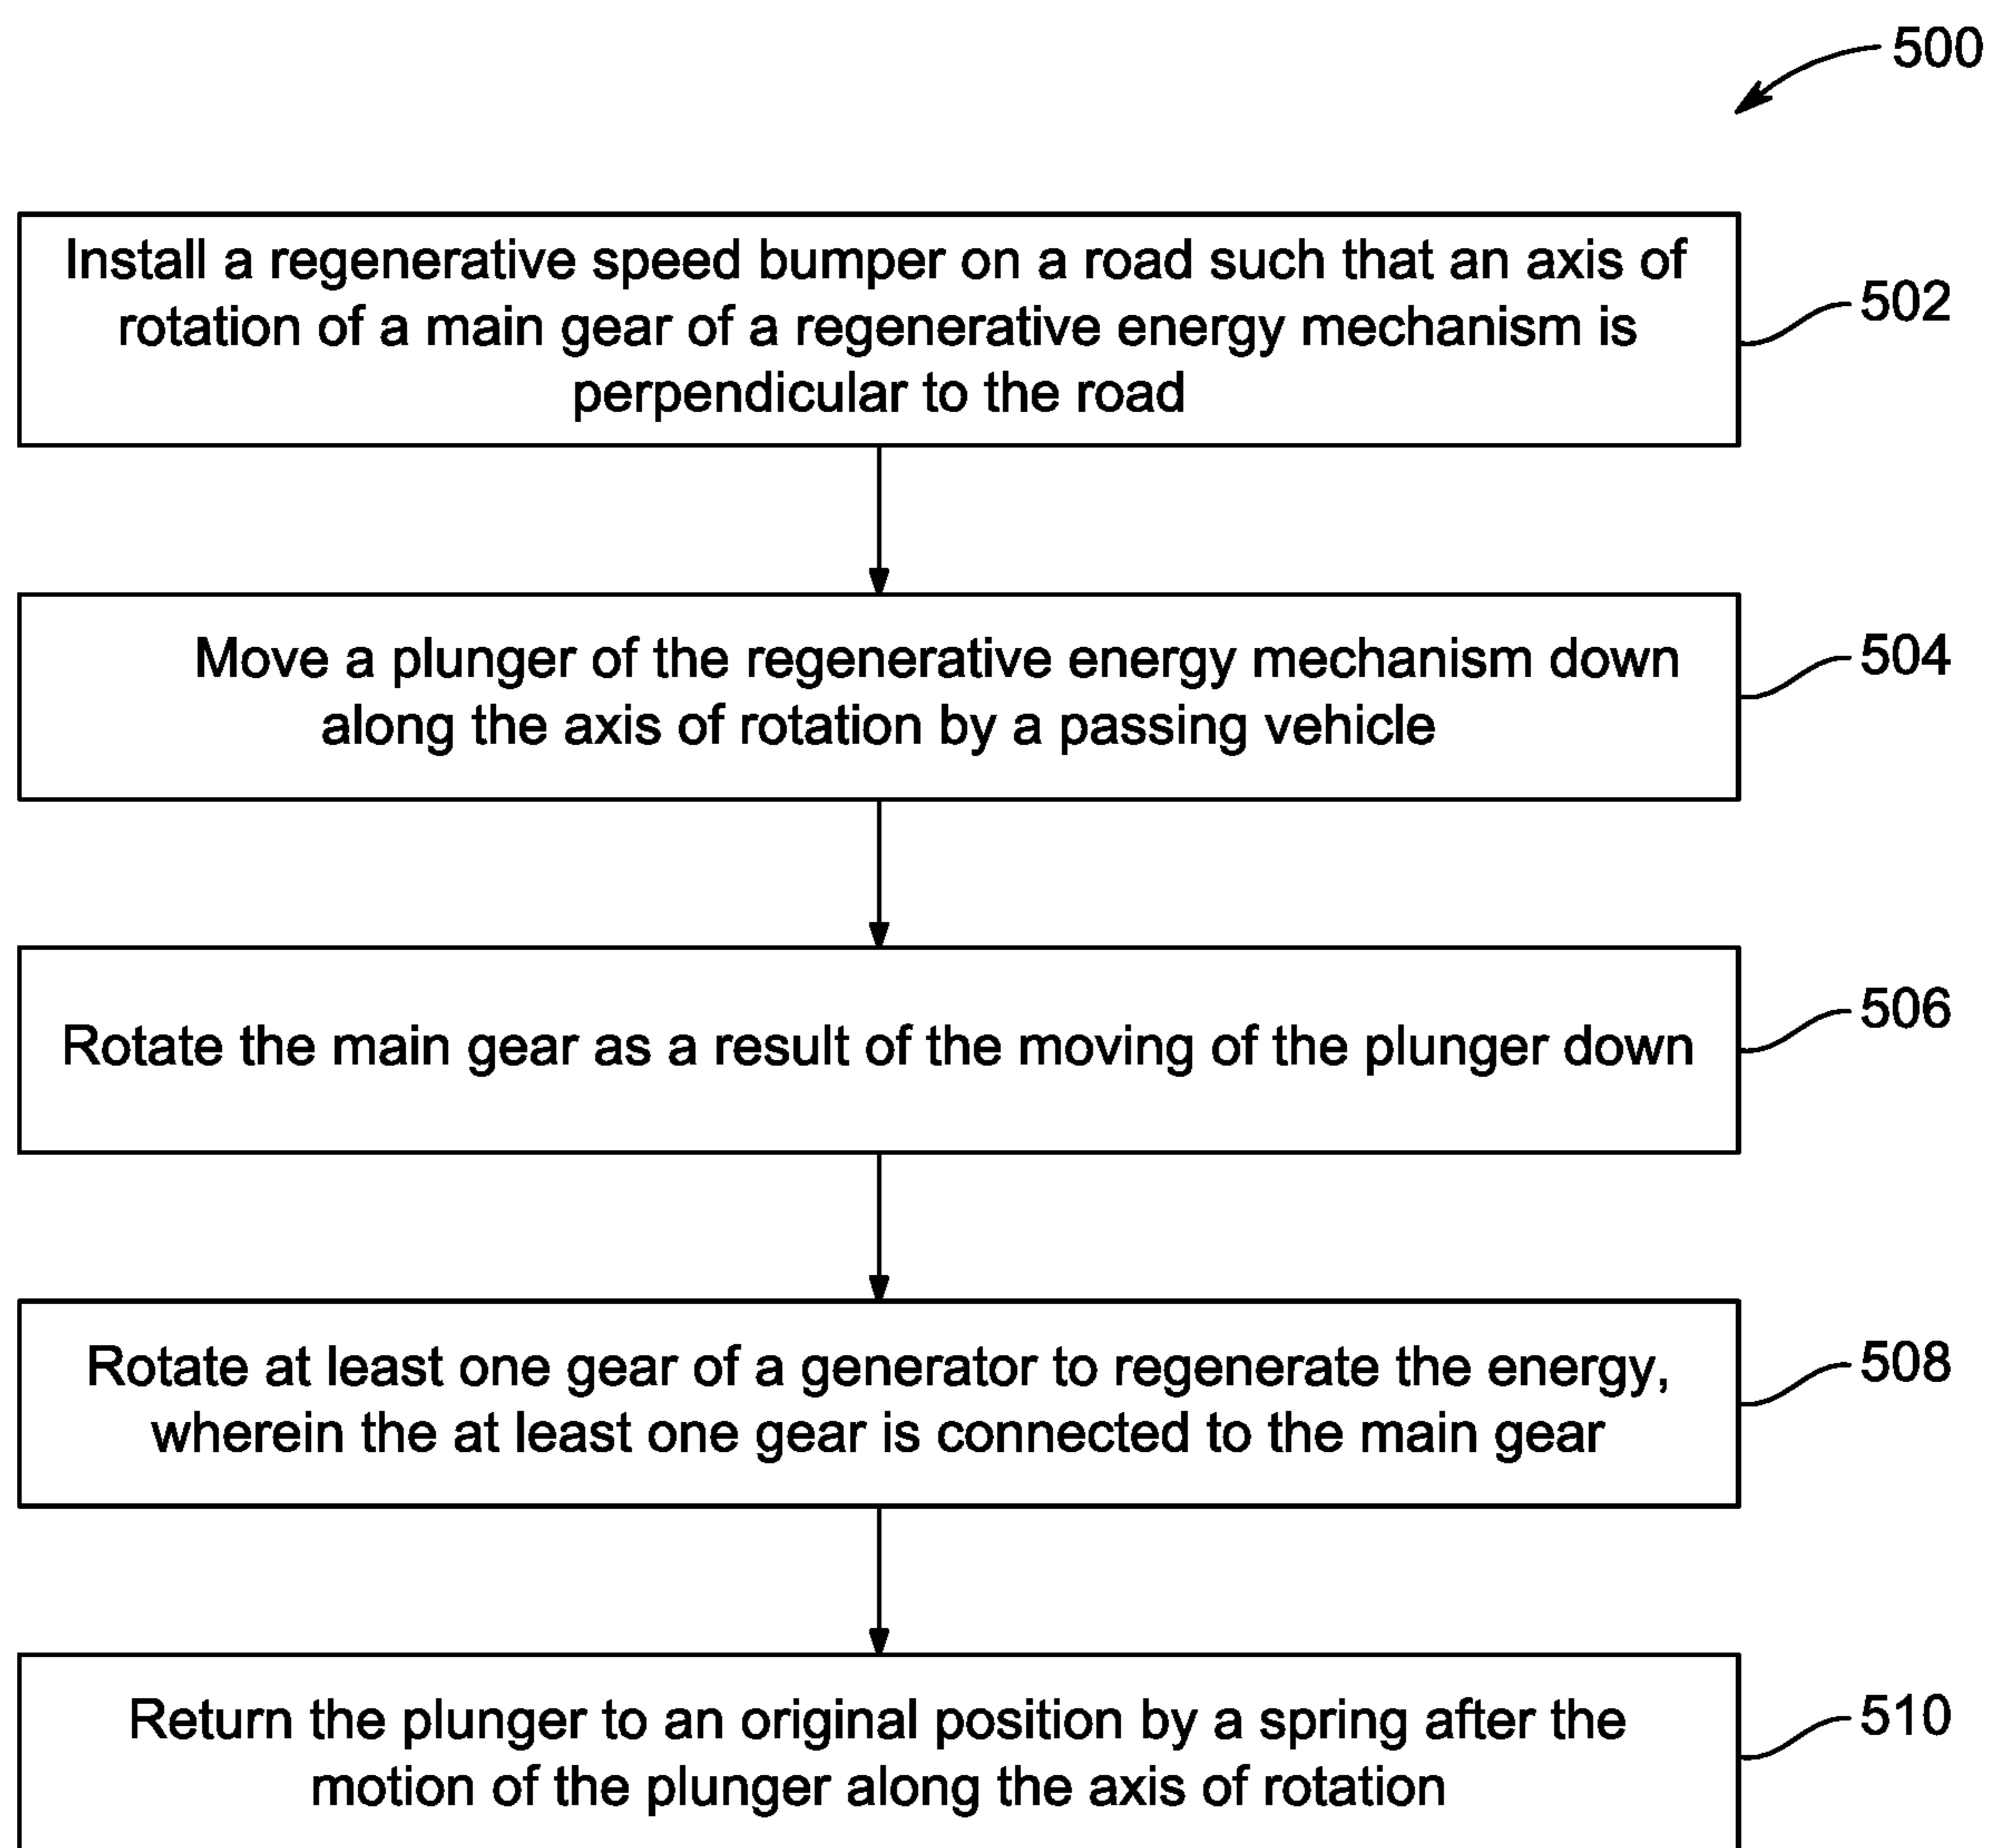 500
Install a regenerative speed bumper on a road such that an axis of
rotation of a main gear of a regenerative energy mechanism is
perpendicular to the road
502
Move a plunger of the regenerative energy mechanism down
along the axis of rotation by a passing vehicle
504
Rotate the main gear as a result of the moving of the plunger down
506
Rotate at least one gear of a generator to regenerate the energy,
wherein the at least one gear is connected to the main gear
508
Return the plunger to an original position by a spring after the
motion of the plunger along the axis of rotation
510